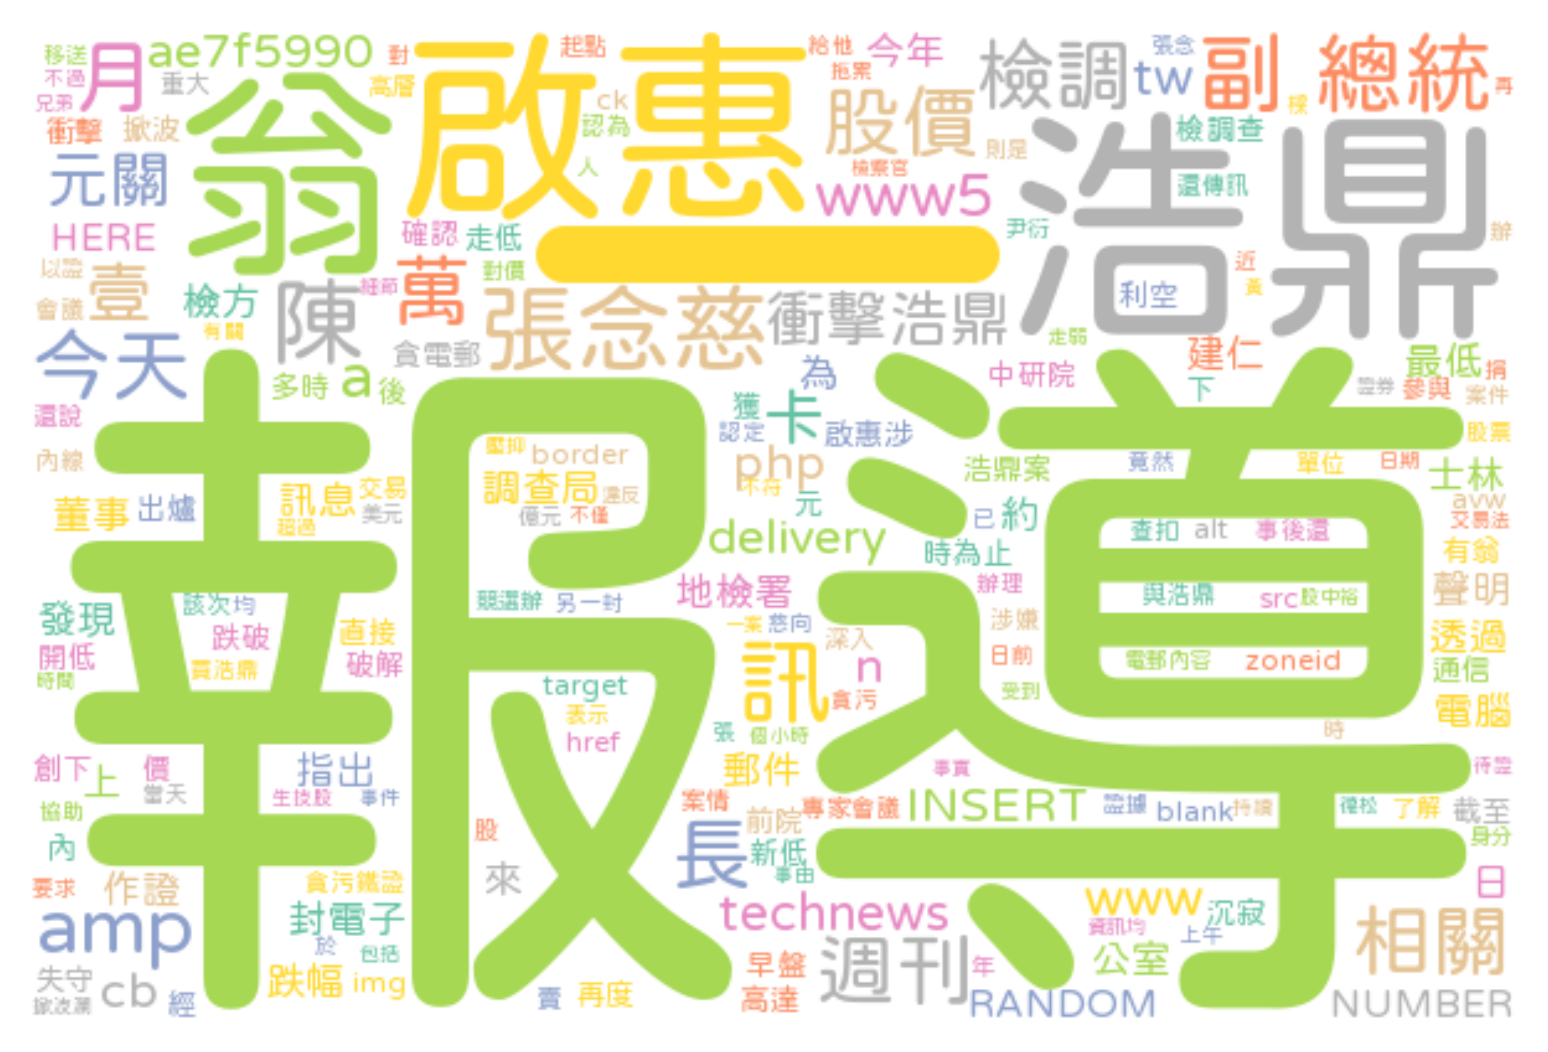 移送 月 ae7f5990 對 啟惠 起點 給他 今年 檢調 張念 tw 副 總統 再
不過 重大 高層 拖累
兄弟 翁 ck 股價 樑
衝擊 掀波 認為 浩鼎 檢調查
元關 人 檢察官 則是 還傳訊
www5
HERE 確認 走低 一 尹衍 辦
以證 壹 檢方 陳 細節 萬 對價 近
會議 張念慈 衝擊浩鼎 利空 黃
今天 有關 貪電郵 走弱 建仁 最低
多時 a 後 為 中研院 下 證券 參與 捐 案件
還說 報導 獲 卡 股票
認定 啟惠涉
內線 壓抑 border php 浩鼎案 竟然 單位 日期 士林
訊息 交易 調查局 違反 不符 avw
董事 出爐 超過 美元 億元 不僅 元 已 約 查扣 alt 事後還 交易法
delivery 時為止 有翁
地檢署 辦理 與浩鼎 src 股中裕 聲明
發現 該次 均 競選辦 另一封 一案 慈向 涉嫌
跌破 直接 深入 透過
開低 買浩鼎 破解 訊 n 日前 電郵內容 zoneid 通信
時間 target 貪污 受到 電腦
表示
href 張 個小時 時
創下 上 價 指出 郵件 事實 待證
當天 生技股 事件 案情 專家會議 INSERT 證據 blank 持續 德松 了解 截至
協助 股 長 前院 身分
內 來 新低
要求 作證 貪污鐵證 事由 日
amp 封電子 technews www 沉寂 相關
於 包括 資訊均 上午
失守 cb 跌幅 img 早盤 週刊 年 公室
經 賣 再度 高達 RANDOM NUMBER